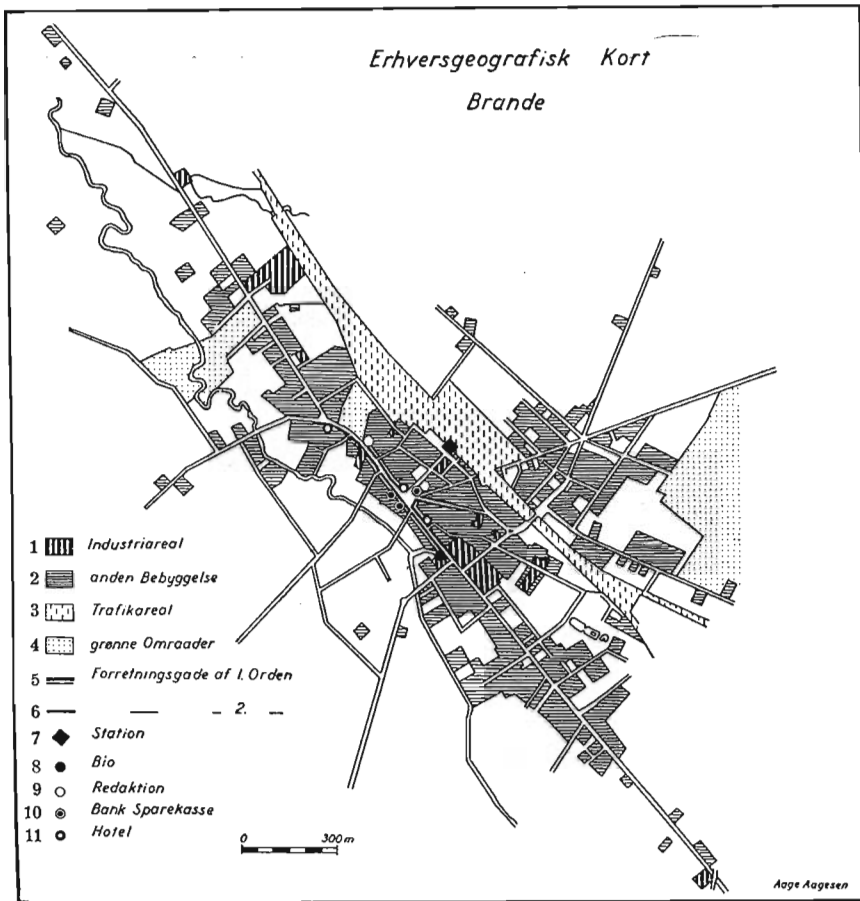 Erhversgeografisk Kort
Brande
1 Industriareal
2 anden Bebyggelse
3 Trafikareal
4 grønne Omraader
5 Forretningsgade af 1. Orden
6 — 2. —
7 Station
8 Bio
9 Redaktion
10 Bank Sparekasse
11 Hotel
0 300m
Aage Aagesen